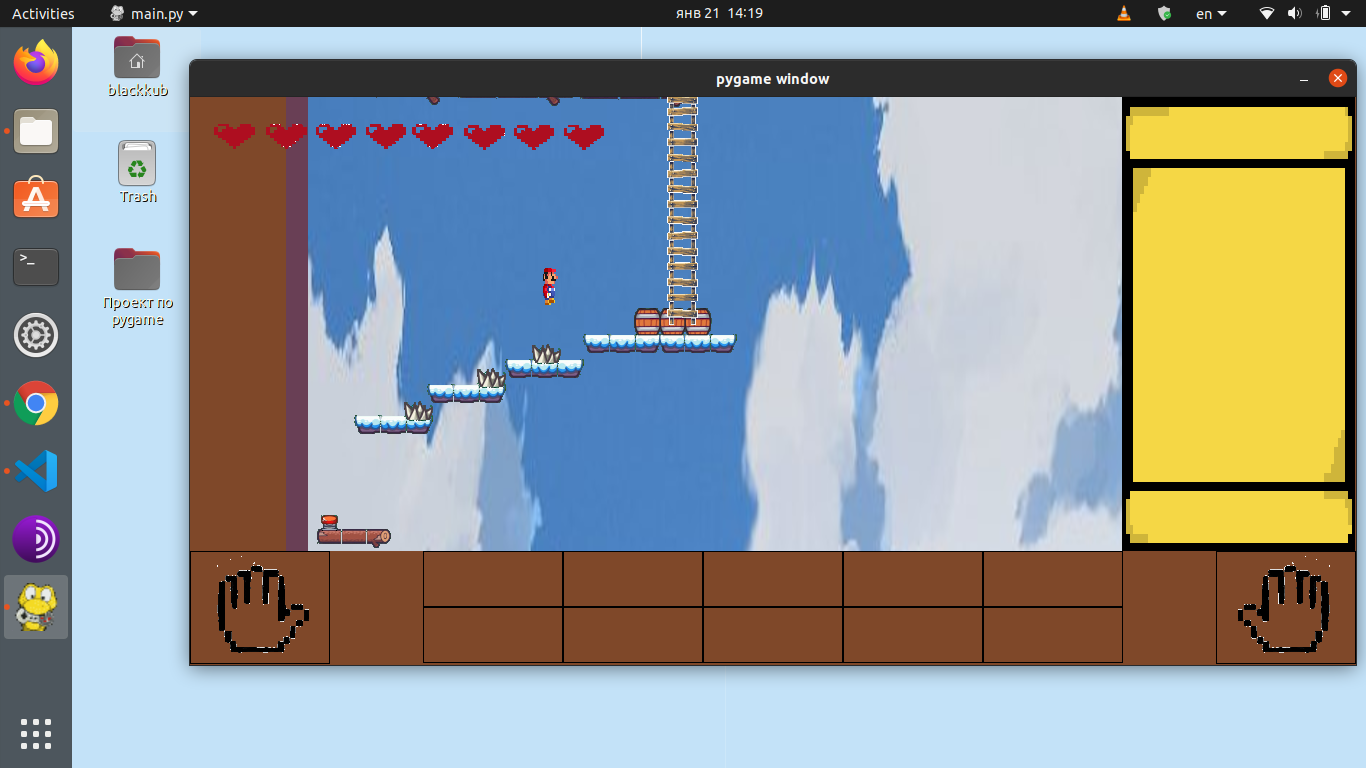 Activities
main.py
янв 21 14:19
en
blackkub
Trash
Проект по
pygame
pygame window
>_